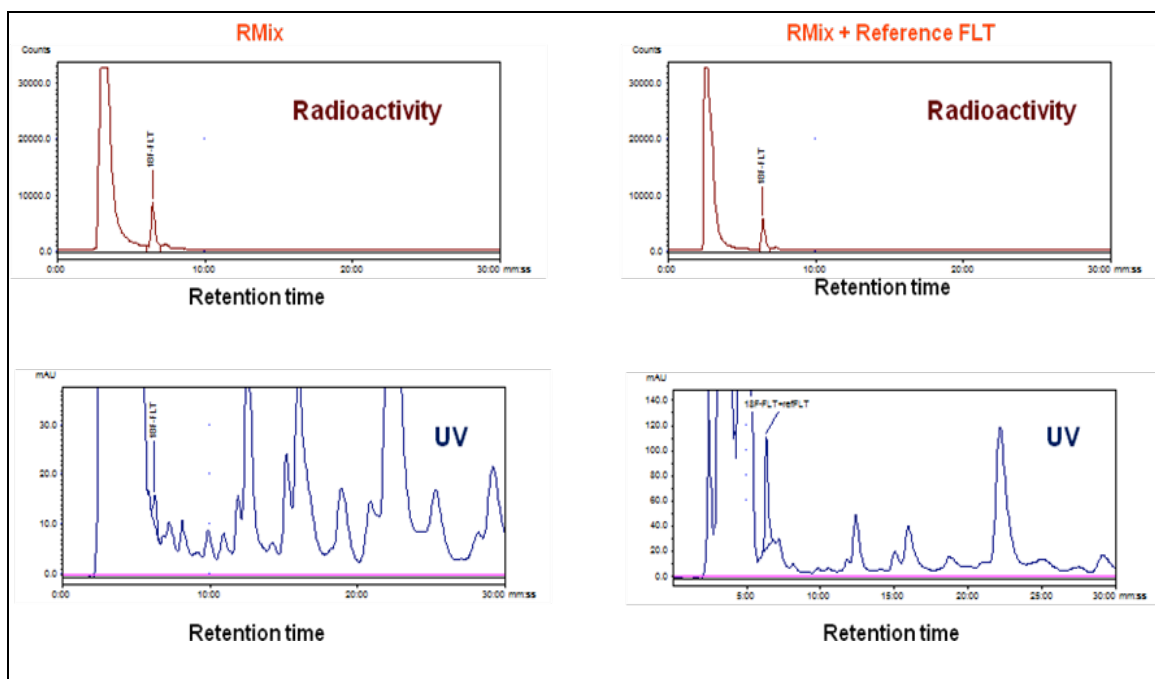 RMix
Counts
30000.0
20000.0
10000.0
0.0
Radioactivity
18F-FLT
0:00 10:00 20:00 30:00 mm:ss
Retention time
RMix + Reference FLT
Counts
30000.0
20000.0
10000.0
0.0
Radioactivity
18F-FLT
0:00 10:00 20:00 30:00 mm:ss
Retention time
mAU
30.0
20.0
10.0
0.0
18F-FLT
UV
0:00 10:00 20:00 30:00 mm:ss
Retention time
mAU
140.0
120.0
100.0
80.0
60.0
40.0
20.0
0.0
18F-FLT+refFLT
UV
5:00 10:00 15:00 20:00 25:00 30:00 mm:ss
Retention time